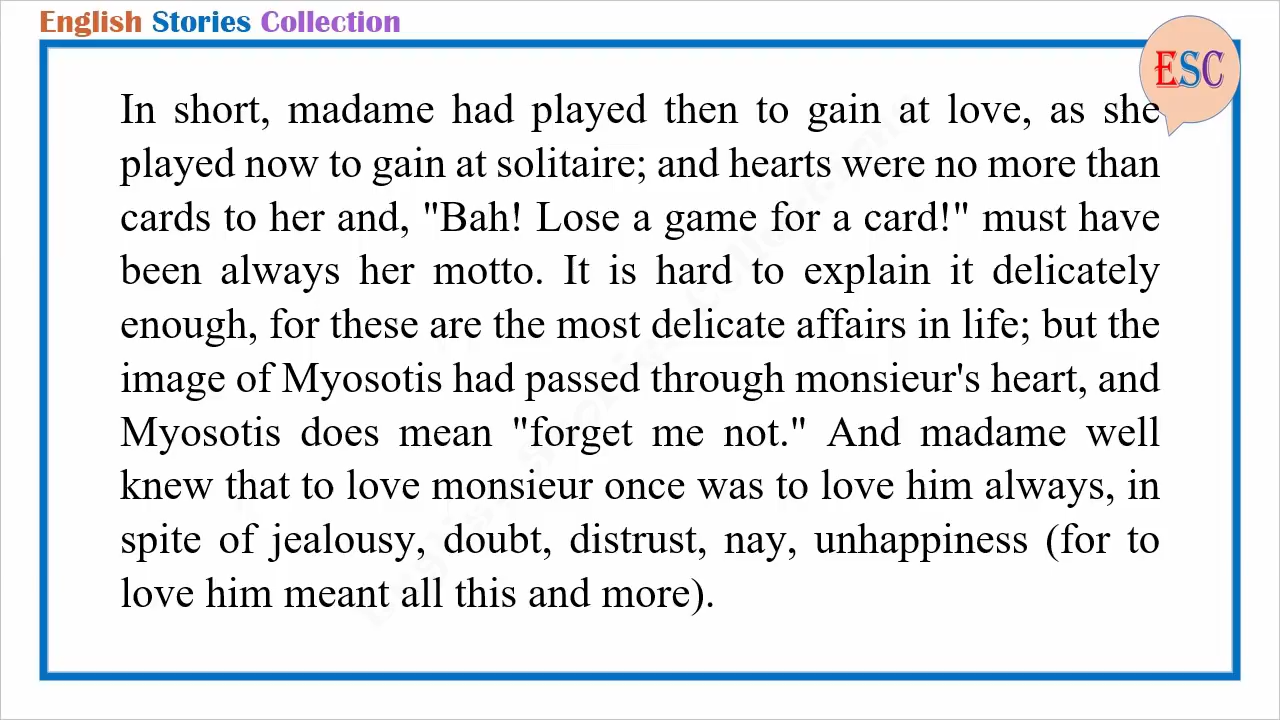 English Stories Collection
ESC
In short, madame had played then to gain at love, as she
played now to gain at solitaire; and hearts were no more than
cards to her and, "Bah! Lose a game for a card!" must have
been always her motto. It is hard to explain it delicately
enough, for these are the most delicate affairs in life; but the
image of Myosotis had passed through monsieur's heart, and
Myosotis does mean "forget me not." And madame well
knew that to love monsieur once was to love him always, in
spite of jealousy, doubt, distrust, nay, unhappiness (for to
love him meant all this and more).